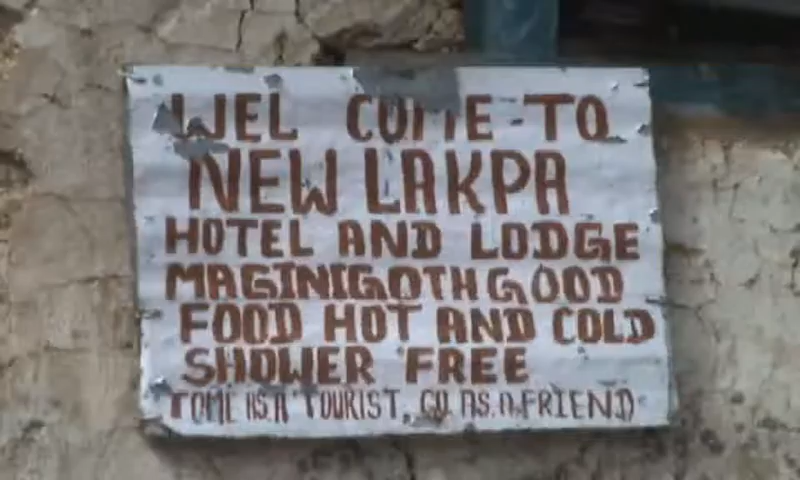 WEL COME-TO
NEW LAKPA
HOTEL AND LODGE
MAGINIGOTH GOOD
FOOD HOT AND COLD
SHOWER FREE
TOME AS.A TOURIST. GO.AS.A.FRIEND